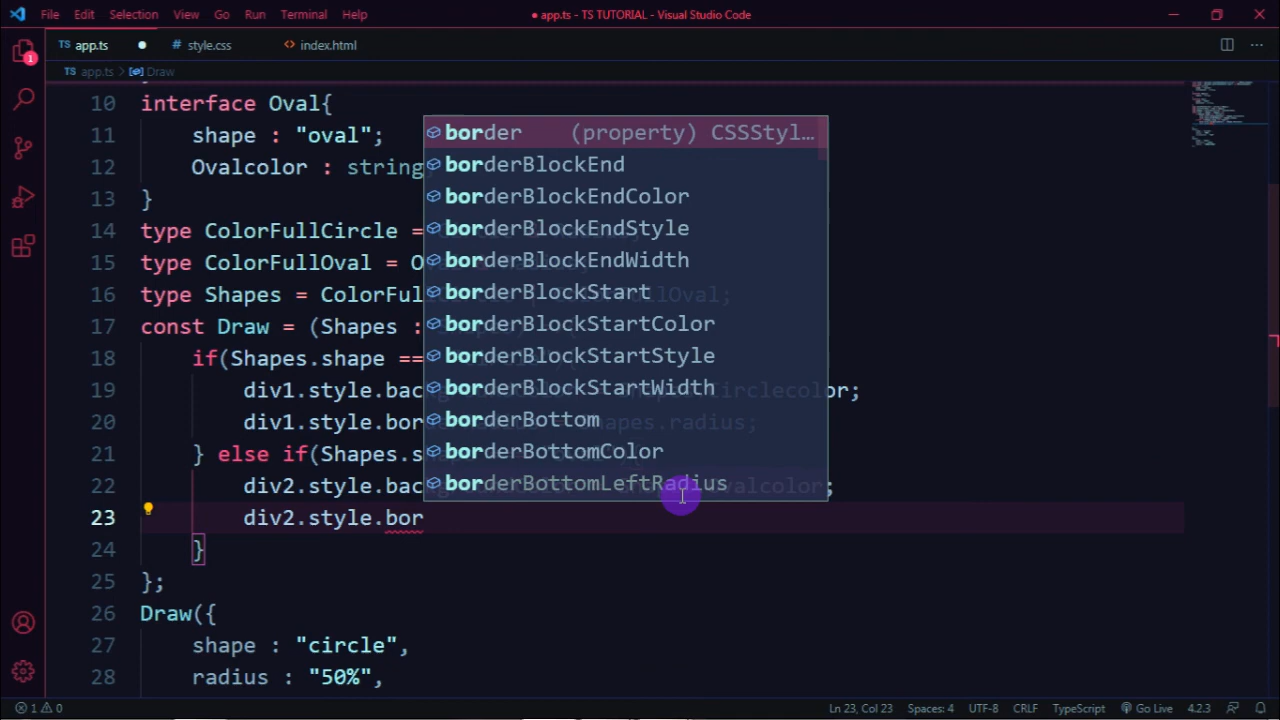 File Edit Selection View Go Run Terminal Help
● app.ts - TS TUTORIAL - Visual Studio Code
TS app.ts ●
# style.css
<> index.html
TS app.ts > Draw
1
10 interface Oval{
11 shape : "oval";
12 Ovalcolor : string
13 }
14 type ColorFullCircle =
15 type ColorFullOval = O
16 type Shapes = ColorFul FullOval;
17 const Draw = (Shapes :
18 if(Shapes.shape ==
19 div1.style.bac Circlecolor;
20 div1.style.bor shapes.radius;
21 } else if(Shapes.s
22 div2.style.bac valcolor;
23 div2.style.bor
24 }
25 };
26 Draw({
27 shape : "circle",
28 radius : "50%",
border (property) CSSStyl…
borderBlockEnd
borderBlockEndColor
borderBlockEndStyle
borderBlockEndWidth
borderBlockStart
borderBlockStartColor
borderBlockStartStyle
borderBlockStartWidth
borderBottom
borderBottomColor
borderBottomLeftRadius
1 0
Ln 23, Col 23 Spaces: 4 UTF-8 CRLF TypeScript Go Live 4.2.3